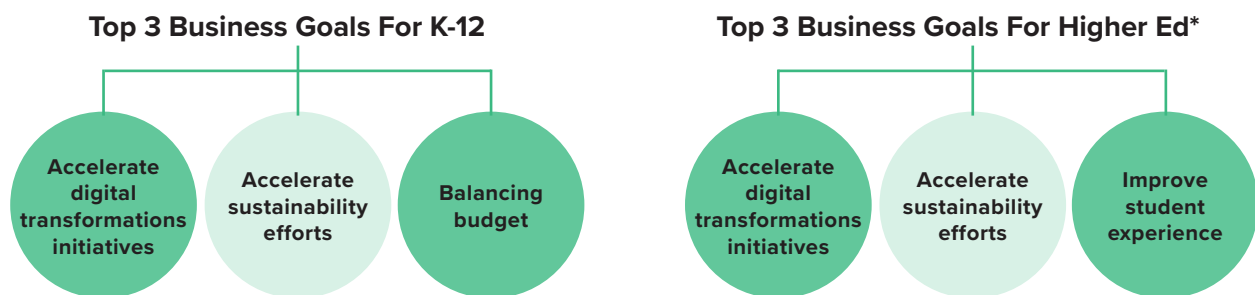 Top 3 Business Goals For K-12
Accelerate
digital
transformations
initiatives
Accelerate
sustainability
efforts
Balancing
budget
Top 3 Business Goals For Higher Ed*
Accelerate
digital
transformations
initiatives
Accelerate
sustainability
efforts
Improve
student
experience